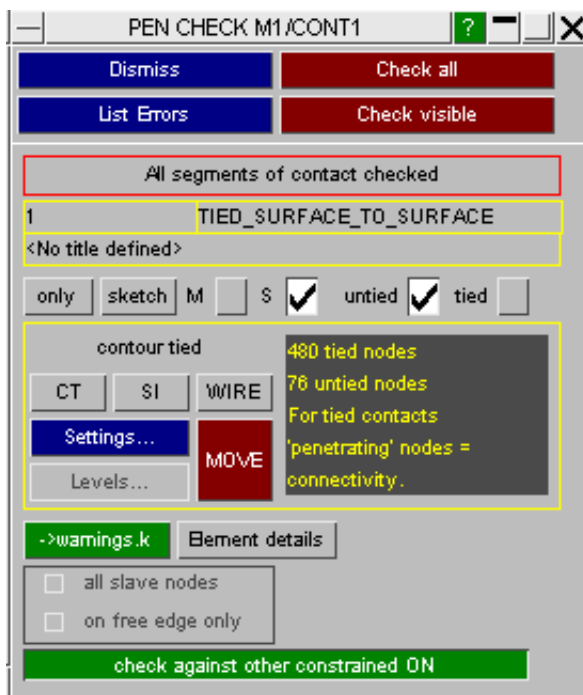 PEN CHECK M1/CONT1 ?
Dismiss Check all
List Errors Check visible
All segments of contact checked
1 TIED_SURFACE_TO_SURFACE
<No title defined>
only sketch M S untied tied
contour tied
CT SI WIRE
Settings...
MOVE
Levels...
480 tied nodes
76 untied nodes
For tied contacts
'penetrating' nodes =
connectivity.
->warnings.k Element details
all slave nodes
on free edge only
check against other constrained ON